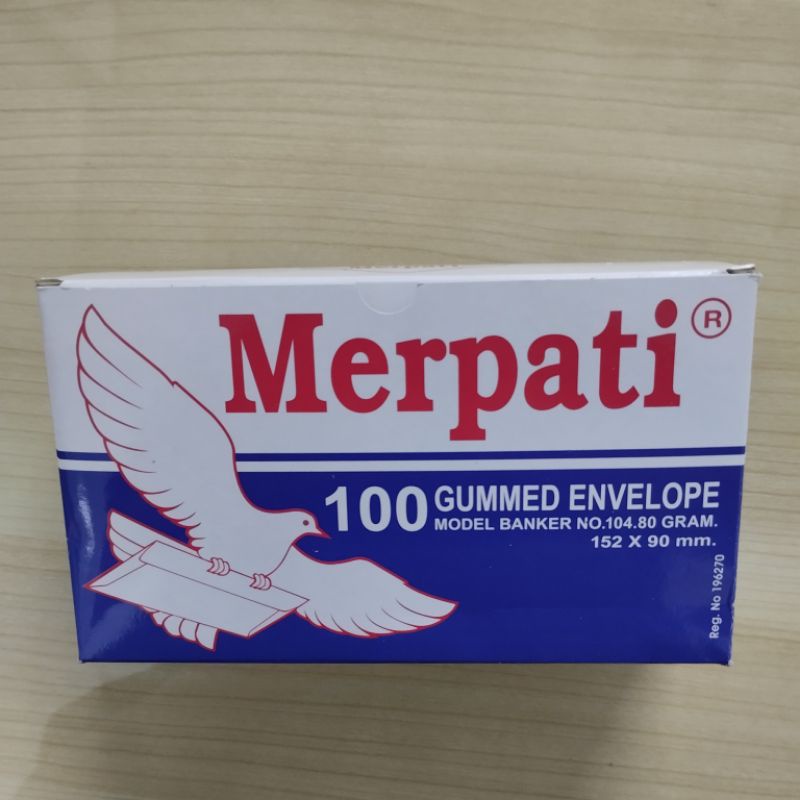 Merpati ®
100 GUMMED ENVELOPE
MODEL BANKER NO.104.80 GRAM.
152 X 90 mm.
Reg. No 196270